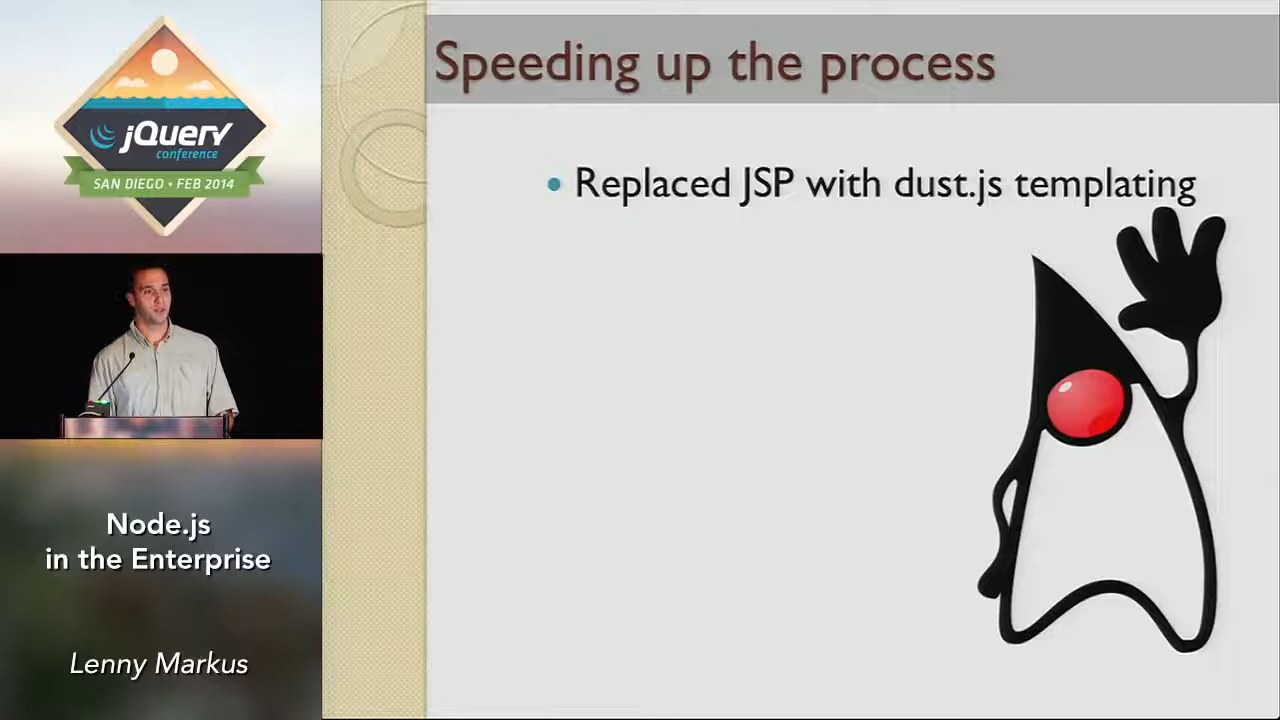 jQuery
conference
SAN DIEGO • FEB 2014
Node.js
in the Enterprise
Lenny Markus
Speeding up the process
• Replaced JSP with dust.js templating